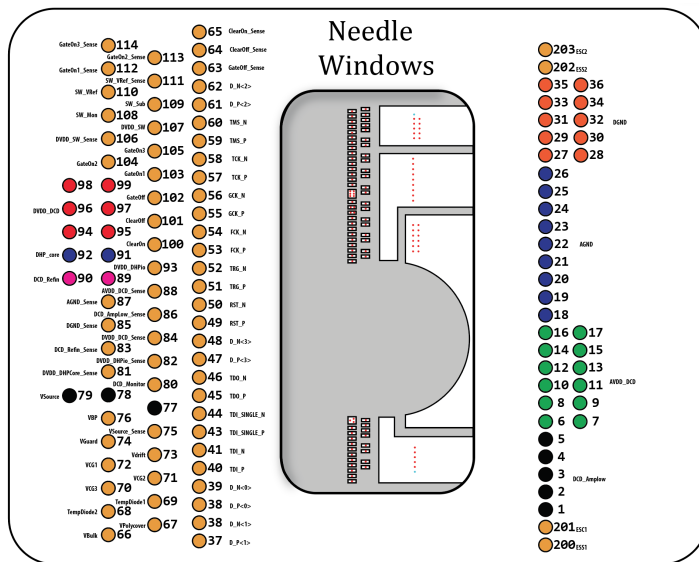 Needle
Windows
GateOn3_Sense 114
GateOn2_Sense 113
GateOn1_Sense 112
SW_VRef_Sense 111
SW_VRef 110
SW_Sub 109
SW_Mon 108
DVDD_SW 107
DVDD_SW_Sense 106
GateOn3 105
GateOn2 104
GateOn1 103
98 99
GateOff 102
DVDD_DCD 96 97
ClearOff 101
94 95
ClearOn 100
DHP_core 92 91
DVDD_DHPio 93
DCD_Refin 90 89
AVDD_DCD_Sense 88
AGND_Sense 87
DCD_AmpLow_Sense 86
DGND_Sense 85
DVDD_DCD_Sense 84
DCD_Refin_Sense 83
DVDD_DHPio_Sense 82
DVDD_DHPCore_Sense 81
DCD_Monitor 80
VSource 79 78
77
VBP 76
VSource_Sense 75
VGuard 74
Vdrift 73
VCG1 72
VCG2 71
VCG3 70
TempDiode1 69
TempDiode2 68
VPolycover 67
VBulk 66
65 ClearOn_Sense
64 ClearOff_Sense
63 GateOff_Sense
62 D_N<2>
61 D_P<2>
60 TMS_N
59 TMS_P
58 TCK_N
57 TCK_P
56 GCK_N
55 GCK_P
54 FCK_N
53 FCK_P
52 TRG_N
51 TRG_P
50 RST_N
49 RST_P
48 D_N<3>
47 D_P<3>
46 TDO_N
45 TDO_P
44 TDI_SINGLE_N
43 TDI_SINGLE_P
41 TDI_N
40 TDI_P
39 D_N<0>
38 D_P<0>
38 D_N<1>
37 D_P<1>
203 ESC2
202 ESS2
35 36
33 34
31 32 DGND
29 30
27 28
26
25
24
23
22 AGND
21
20
19
18
16 17
14 15
12 13
10 11 AVDD_DCD
8 9
6 7
5
4
3 DCD_Amplow
2
1
201 ESC1
200 ESS1